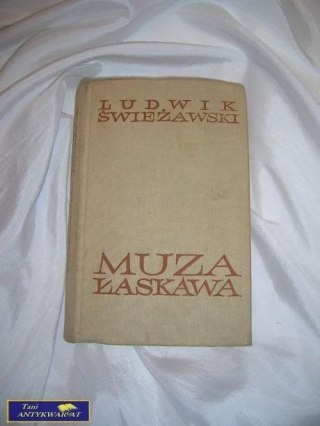 LUDWIK
ŚWIEŻAWSKI
MUZA
ŁASKAWA
Tani
ANTYKWARIAT